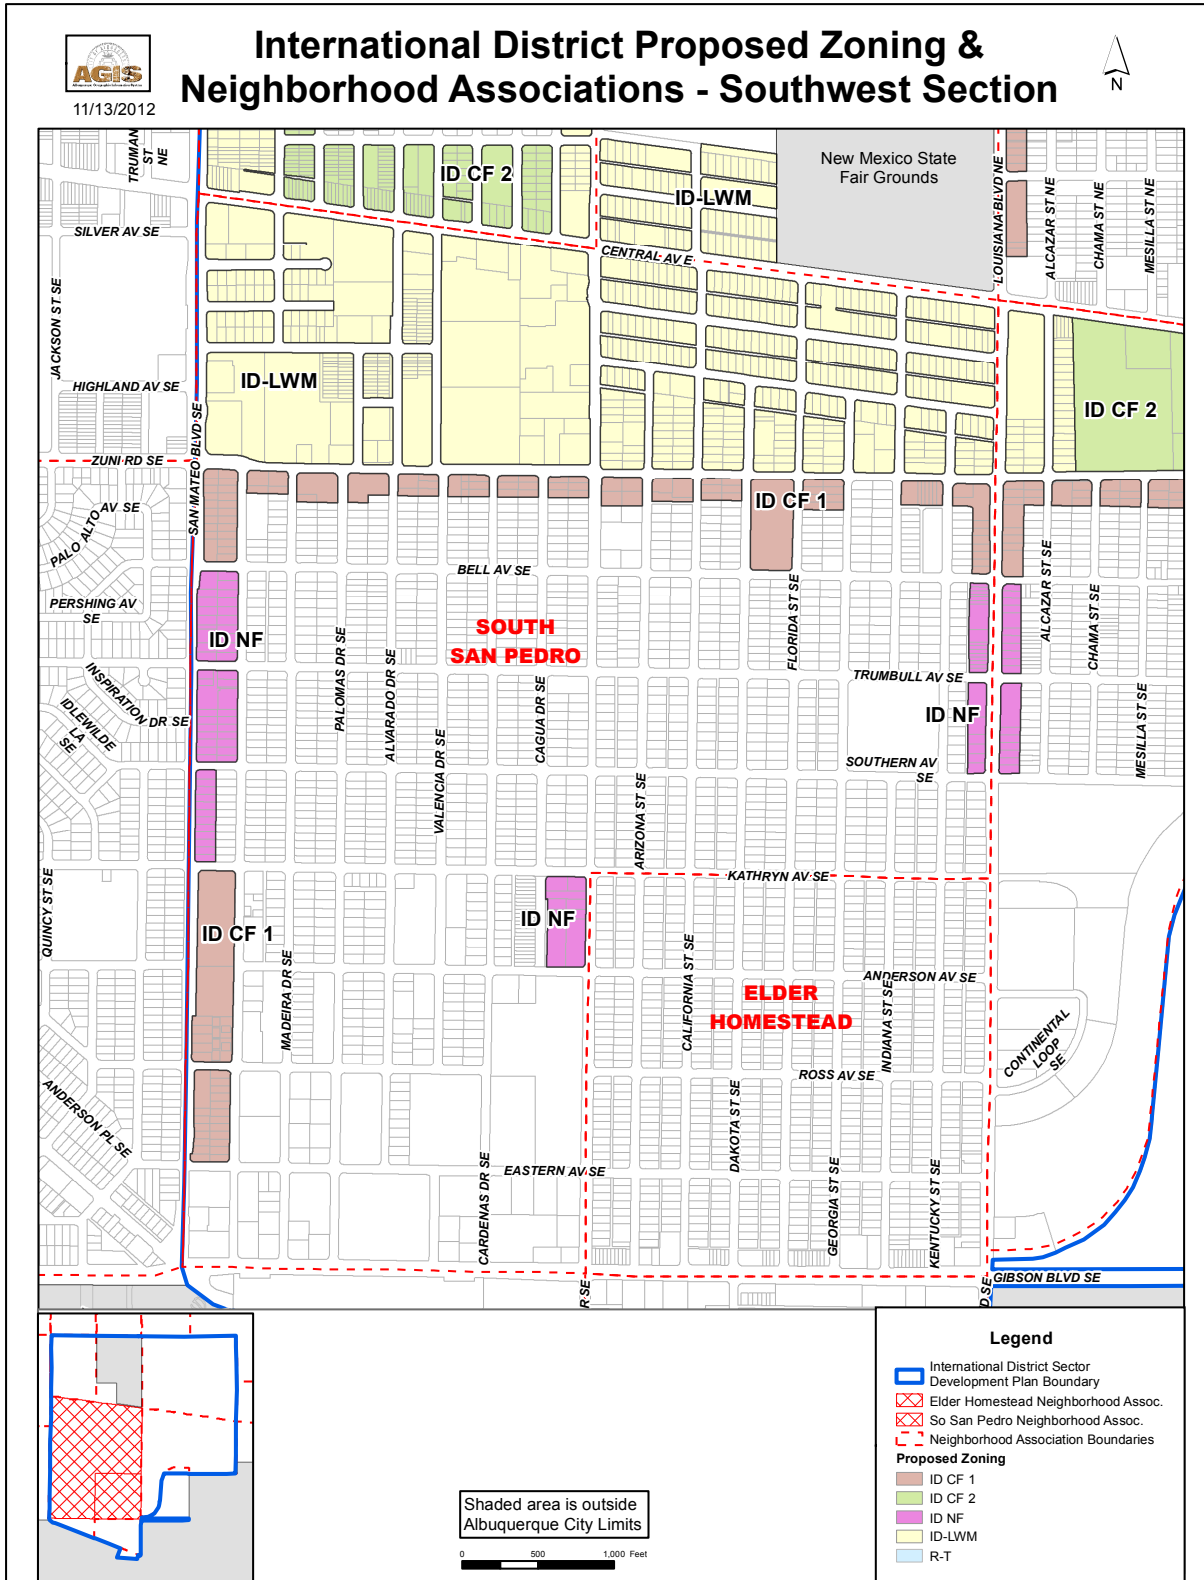 International District Proposed Zoning &
Neighborhood Associations - Southwest Section
AGIS
11/13/2012
N
TRUMAN
ST
NE
ID CF 2
ID-LWM
New Mexico State
Fair Grounds
LOUISIANA BLVD NE
ALCAZAR ST NE
CHAMA ST NE
MESILLA ST NE
SILVER AV SE
CENTRAL AV E
JACKSON ST SE
HIGHLAND AV SE
ID-LWM
ID CF 2
SAN MATEO BLVD SE
ZUNI RD SE
PALO ALTO AV SE
ID CF 1
BELL AV SE
PERSHING AV
SE
ID NF
SOUTH
SAN PEDRO
FLORIDA ST SE
ALCAZAR ST SE
CHAMA ST SE
TRUMBULL AV SE
INSPIRATION DR SE
IDLEWILDE
LA
SE
PALOMAS DR SE
ALVARADO DR SE
CAGUA DR SE
ID NF
MESILLA ST SE
VALENCIA DR SE
SOUTHERN AV
SE
ARIZONA ST SE
KATHRYN AV SE
QUINCY ST SE
ID CF 1
ID NF
MADEIRA DR SE
CALIFORNIA ST SE
ANDERSON AV SE
ELDER
HOMESTEAD
INDIANA ST SE
CONTINENTAL
LOOP
SE
ROSS AV SE
ANDERSON PL SE
DAKOTA ST SE
EASTERN AV SE
CARDENAS DR SE
GEORGIA ST SE
KENTUCKY ST SE
GIBSON BLVD SE
R SE
D SE
Legend
International District Sector
Development Plan Boundary
Elder Homestead Neighborhood Assoc.
So San Pedro Neighborhood Assoc.
Neighborhood Association Boundaries
Proposed Zoning
ID CF 1
ID CF 2
ID NF
ID-LWM
R-T
Shaded area is outside
Albuquerque City Limits
0 500 1,000 Feet